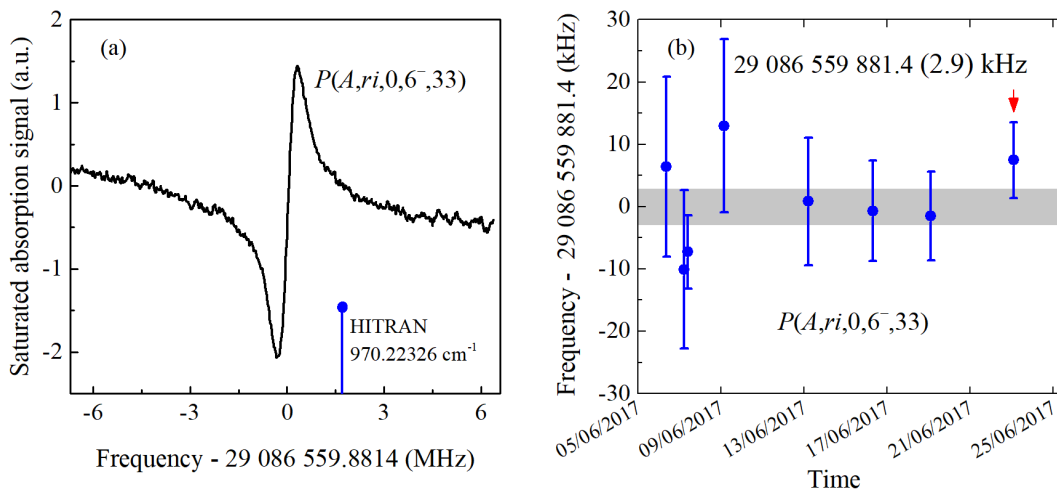 (a)
P(A,ri,0,6⁻,33)
HITRAN
970.22326 cm⁻¹
2
1
0
-1
-2
-6
-3
0
3
6
Saturated absorption signal (a.u.)
Frequency - 29 086 559.8814 (MHz)
(b)
29 086 559 881.4 (2.9) kHz
P(A,ri,0,6⁻,33)
30
20
10
0
-10
-20
-30
05/06/2017
09/06/2017
13/06/2017
17/06/2017
21/06/2017
25/06/2017
Frequency - 29 086 559 881.4 (kHz)
Time